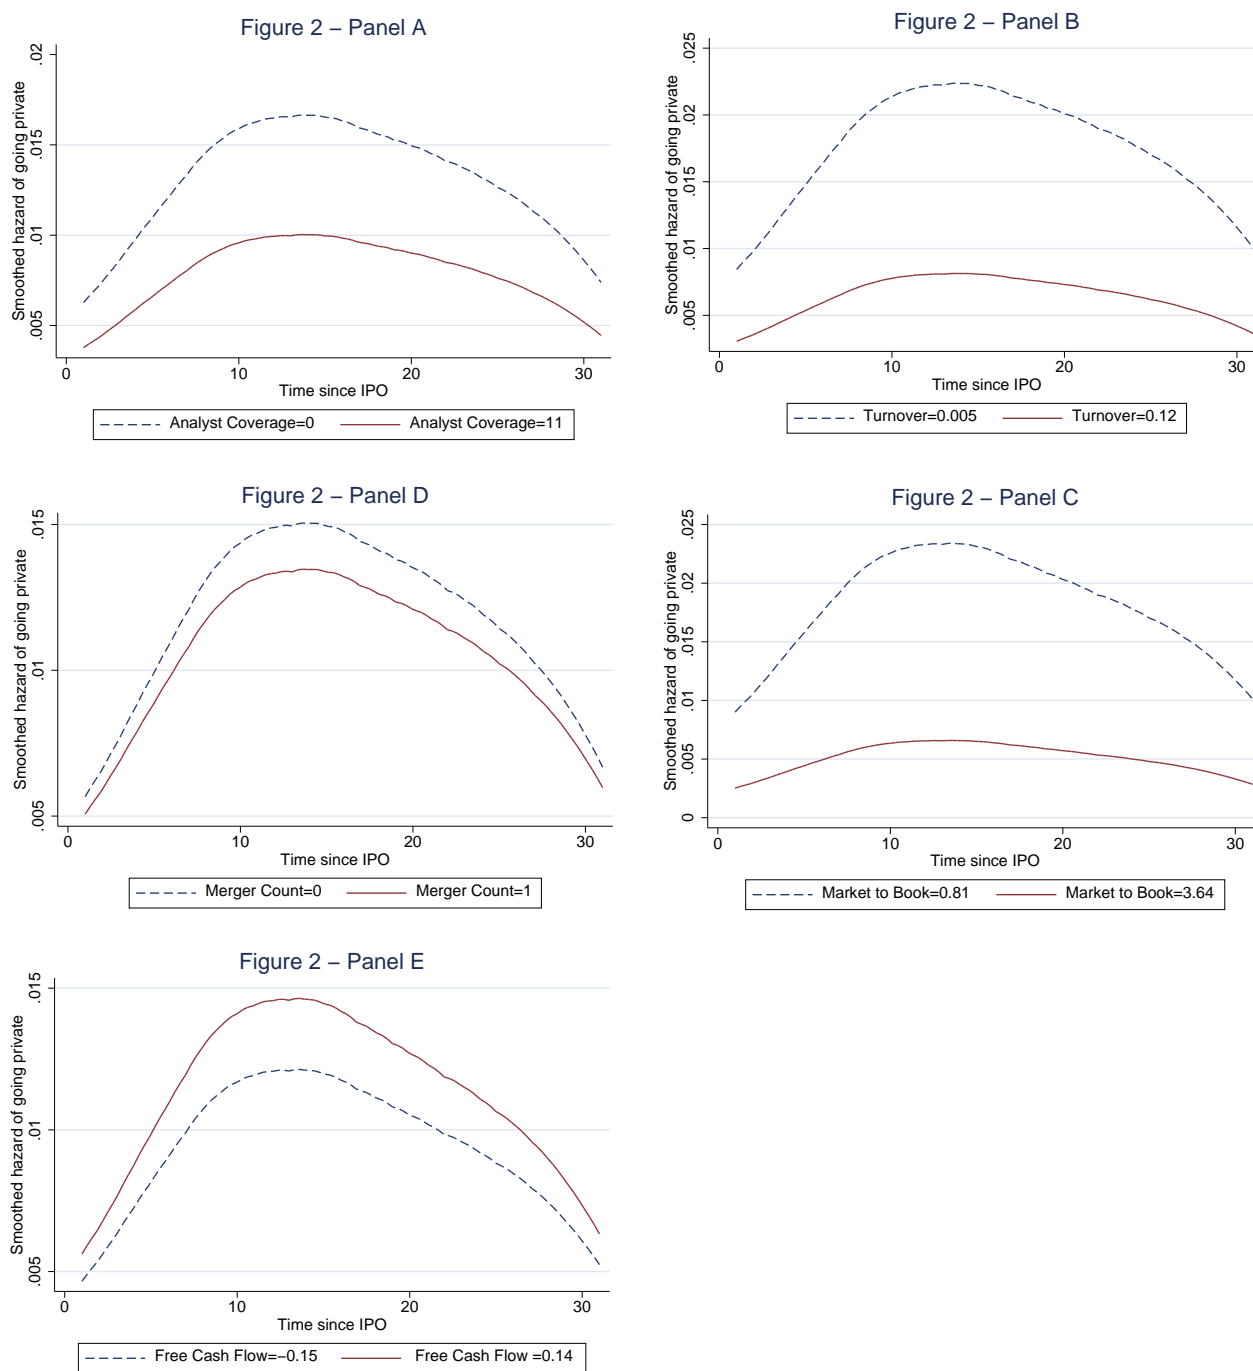 Figure 2 – Panel A
Smoothed hazard of going private
.02
.015
.01
.005
0 10 20 30
Time since IPO
Analyst Coverage=0 Analyst Coverage=11
Figure 2 – Panel B
Smoothed hazard of going private
.025
.02
.015
.01
.005
0 10 20 30
Time since IPO
Turnover=0.005 Turnover=0.12
Figure 2 – Panel D
Smoothed hazard of going private
.015
.01
.005
0 10 20 30
Time since IPO
Merger Count=0 Merger Count=1
Figure 2 – Panel C
Smoothed hazard of going private
.025
.02
.015
.01
.005
0
0 10 20 30
Time since IPO
Market to Book=0.81 Market to Book=3.64
Figure 2 – Panel E
Smoothed hazard of going private
.015
.01
.005
0 10 20 30
Time since IPO
Free Cash Flow=−0.15 Free Cash Flow =0.14